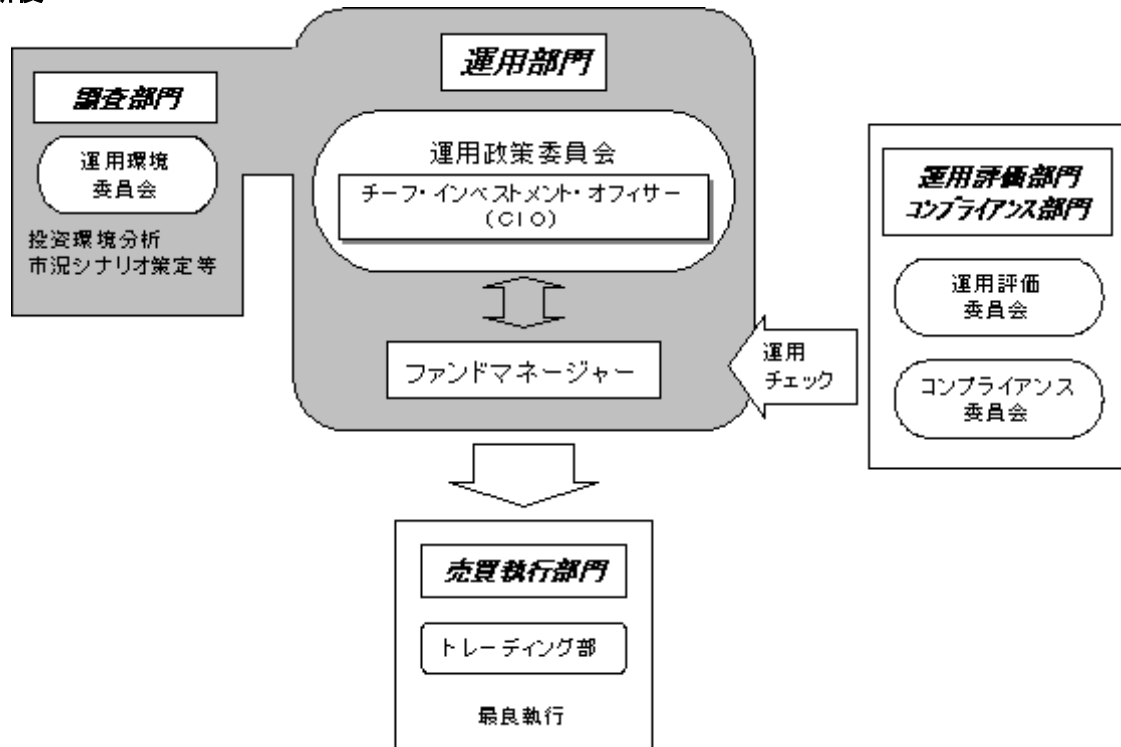 運用部門
調査部門
運用環境
委員会
投資環境分析
市況シナリオ策定等
運用政策委員会
チーフ・インベストメント・オフィサー
(CIO)
ファンドマネージャー
運用
チェック
運用評価部門
コンプライアンス部門
運用評価
委員会
コンプライアンス
委員会
売買執行部門
トレーディング部
最良執行